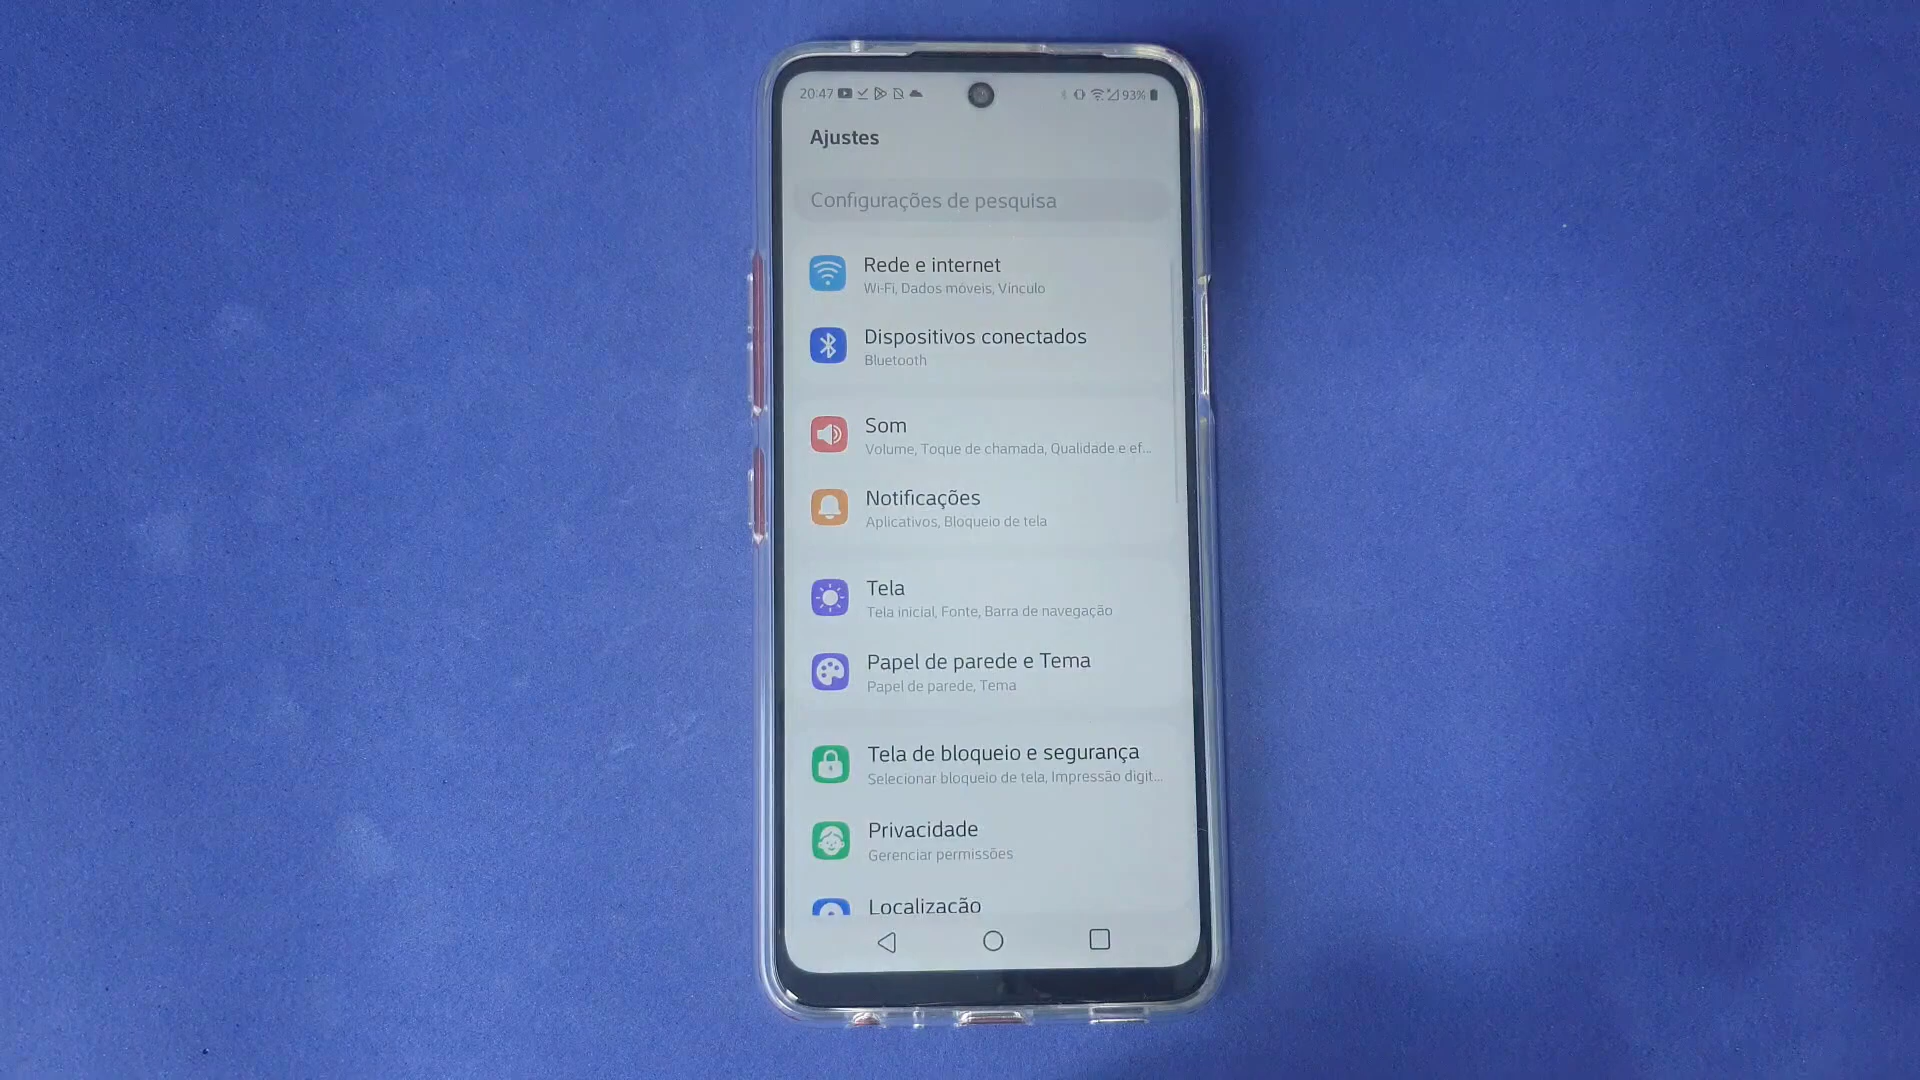 20:47
93%
Ajustes
Configurações de pesquisa
Rede e internet
Wi-Fi, Dados móveis, Vínculo
Dispositivos conectados
Bluetooth
Som
Volume, Toque de chamada, Qualidade e ef...
Notificações
Aplicativos, Bloqueio de tela
Tela
Tela inicial, Fonte, Barra de navegação
Papel de parede e Tema
Papel de parede, Tema
Tela de bloqueio e segurança
Selecionar bloqueio de tela, Impressão digit...
Privacidade
Gerenciar permissões
Localização